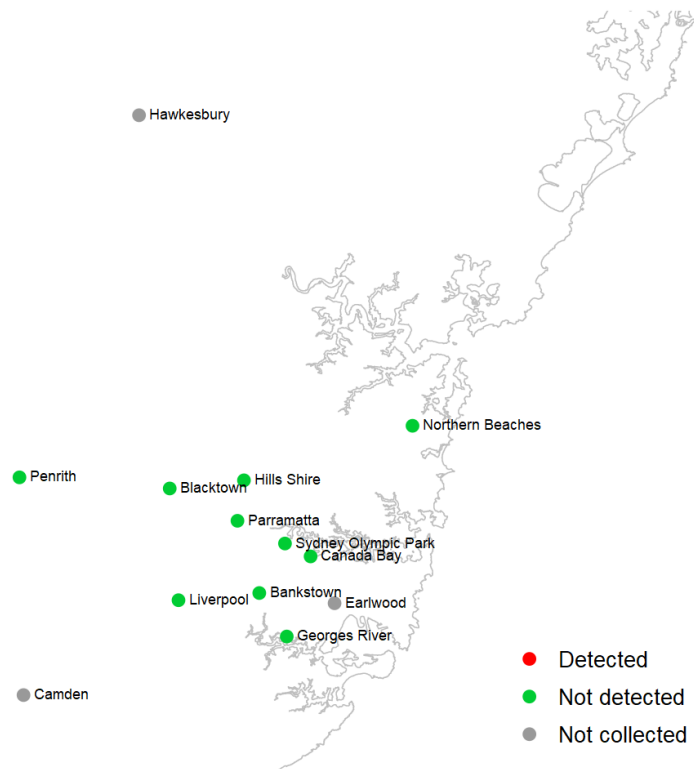 Hawkesbury
Northern Beaches
Penrith
Hills Shire
Blacktown
Parramatta
Sydney Olympic Park
Canada Bay
Bankstown
Liverpool
Earlwood
Georges River
Detected
Camden
Not detected
Not collected